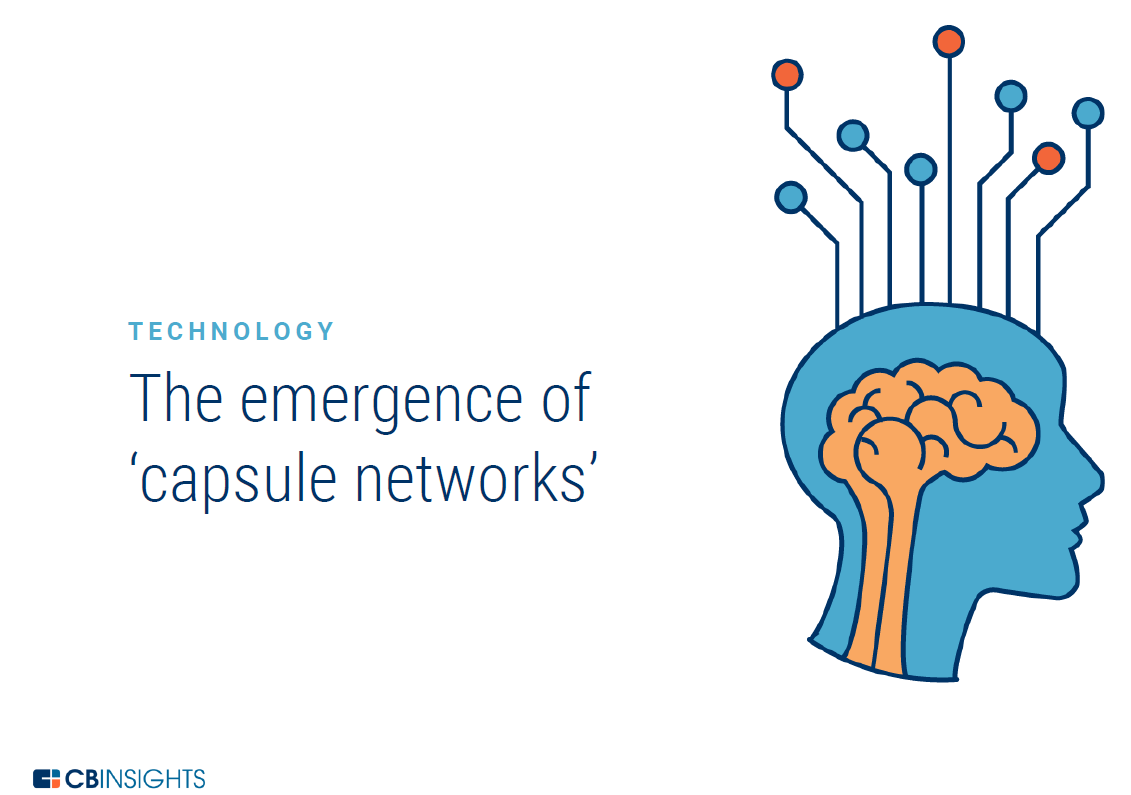 TECHNOLOGY
The emergence of
‘capsule networks’
CBINSIGHTS